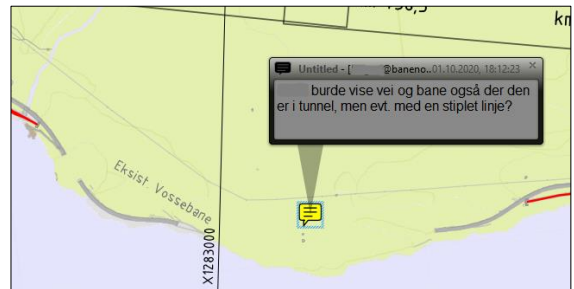 km
Untitled - [ @baneno..01.10.2020, 18:12:23 ×
burde vise vei og bane også der den
er i tunnel, men evt. med en stiplet linje?
Eksist. Vossebane
X1283000